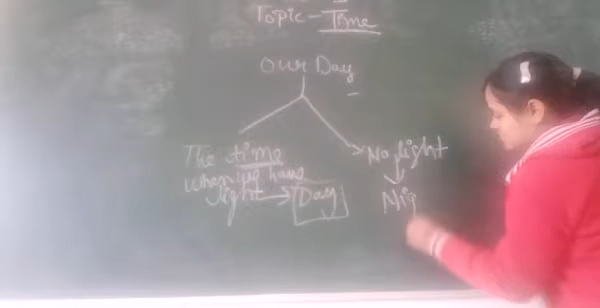 Topic - Time
Our Day
The time
when we have
light → Day
No light
Nig